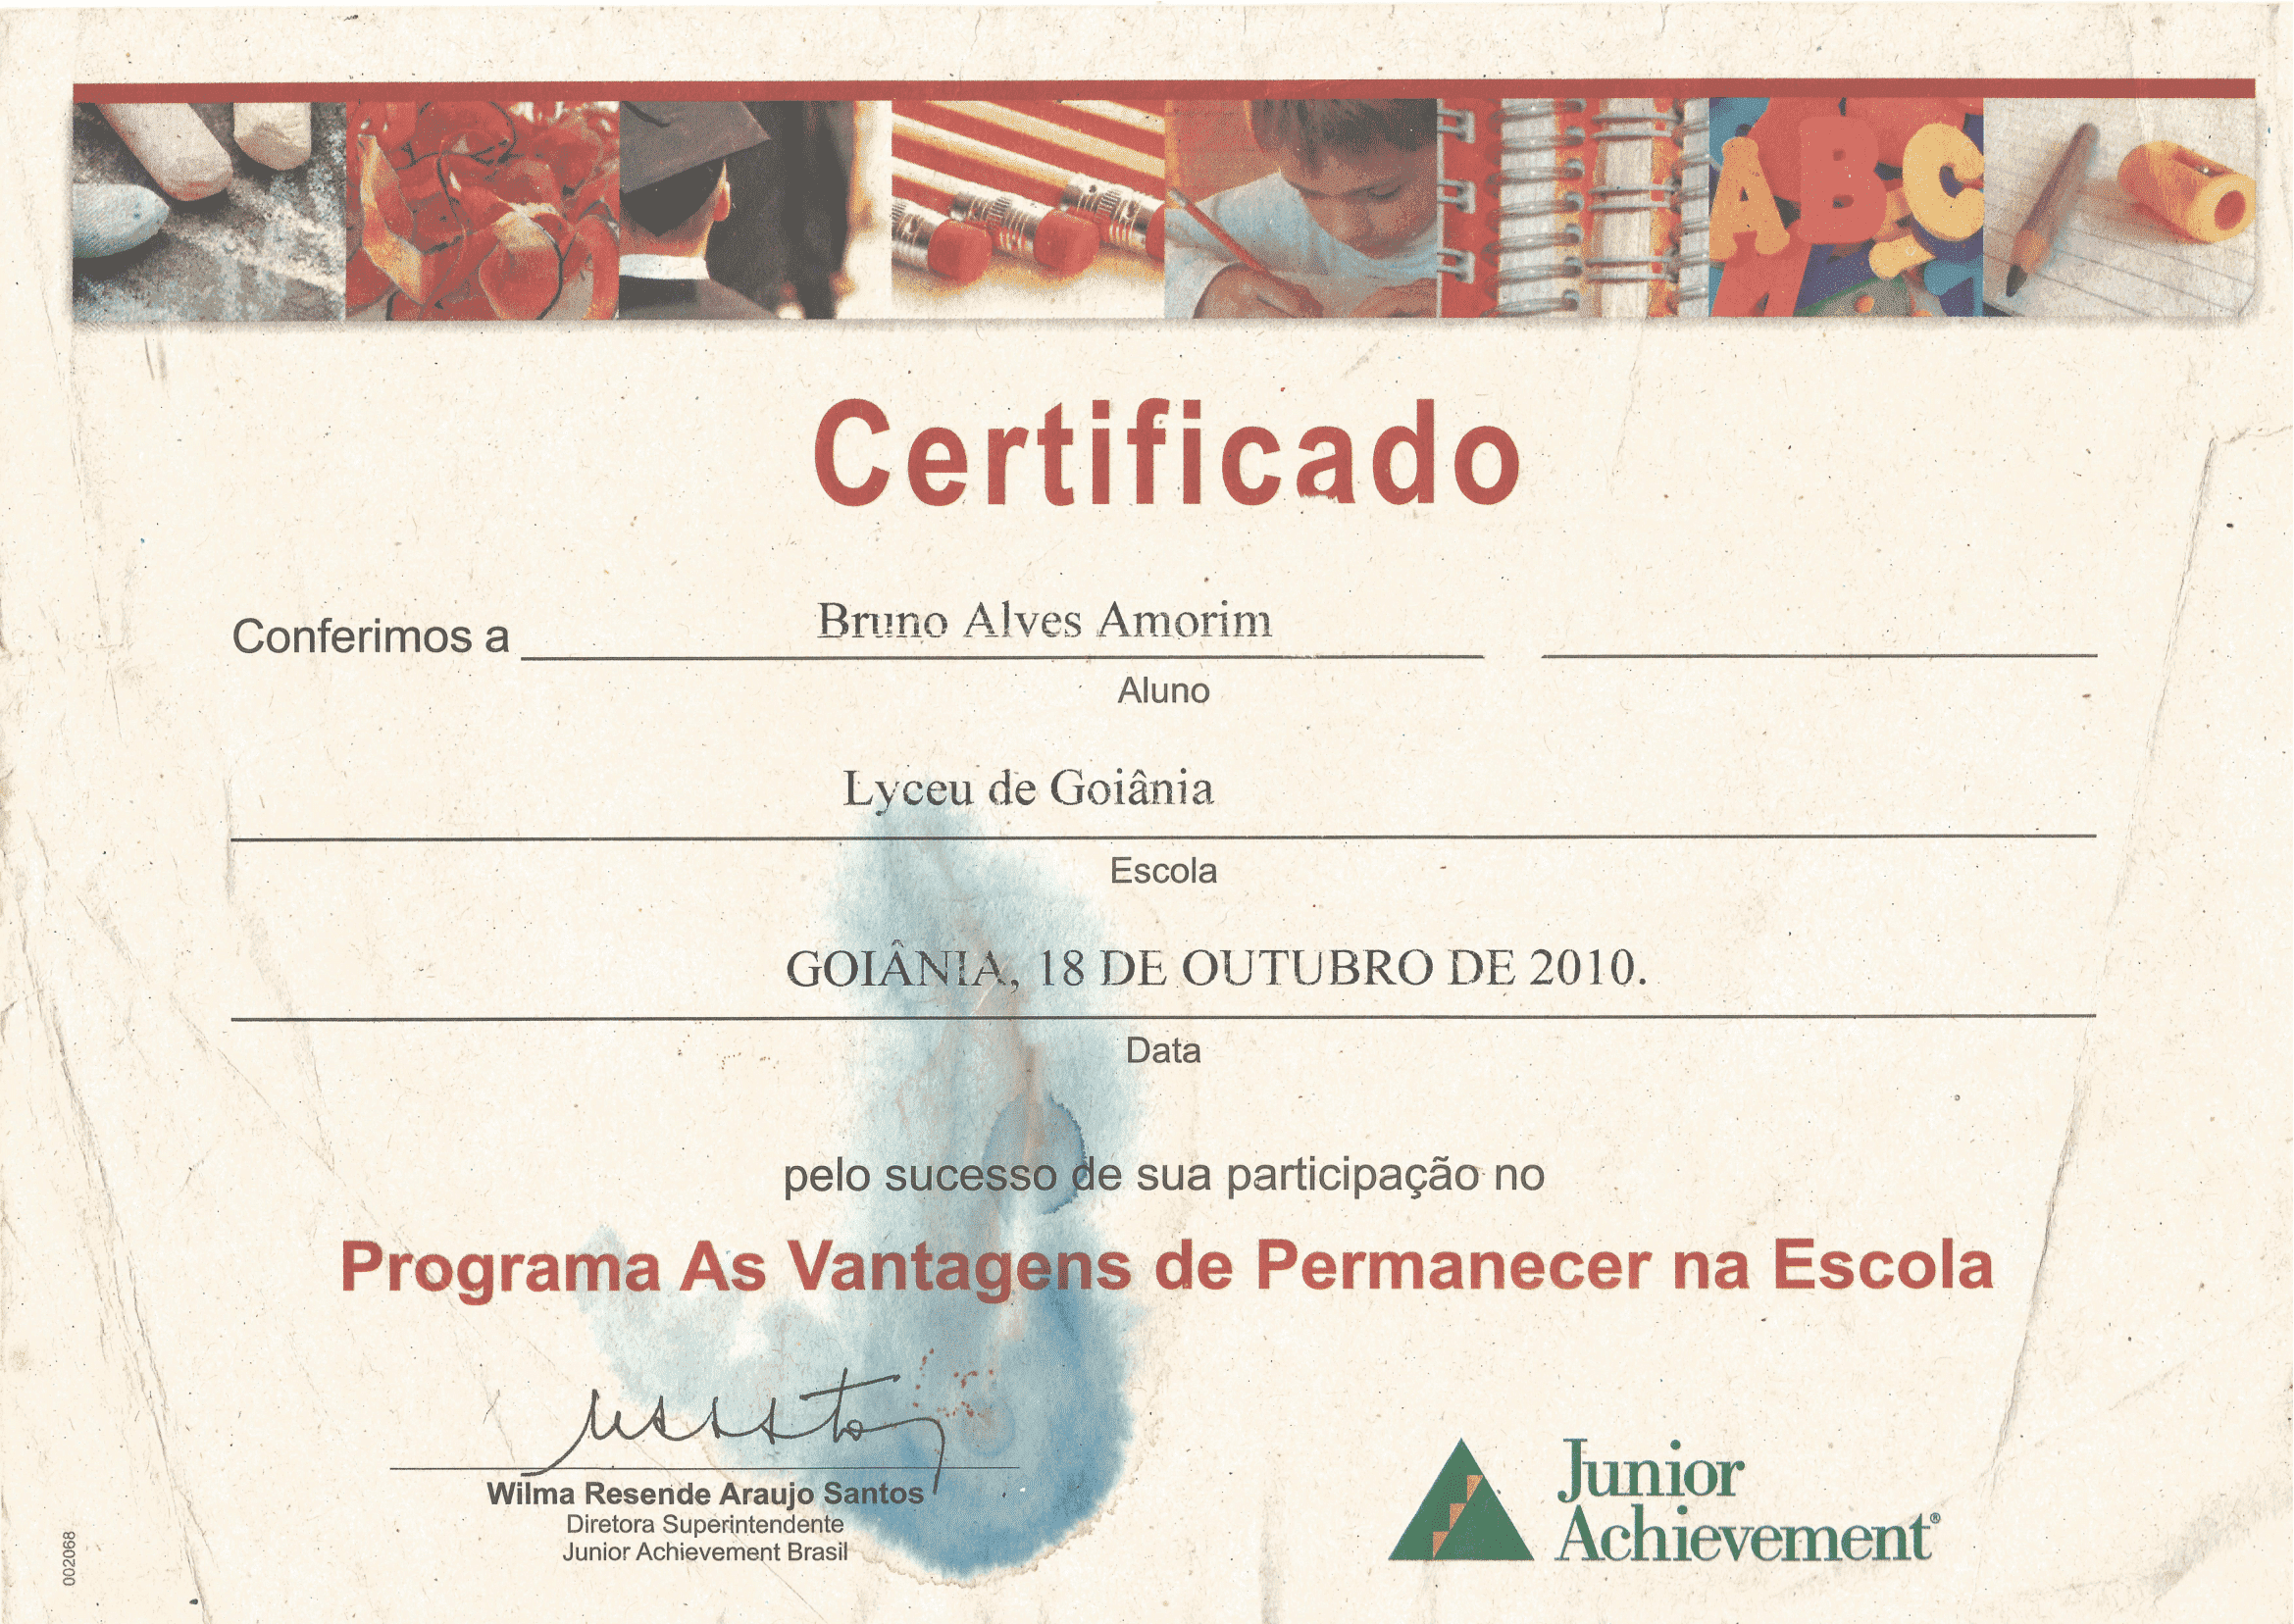 A B C
Certificado
Conferimos a Bruno Alves Amorim
Aluno
Lyceu de Goiânia
Escola
GOIÂNIA, 18 DE OUTUBRO DE 2010.
Data
pelo sucesso de sua participação no
Programa As Vantagens de Permanecer na Escola
Wilma Resende Araujo Santos
Diretora Superintendente
Junior Achievement Brasil
Junior
Achievement®
002068